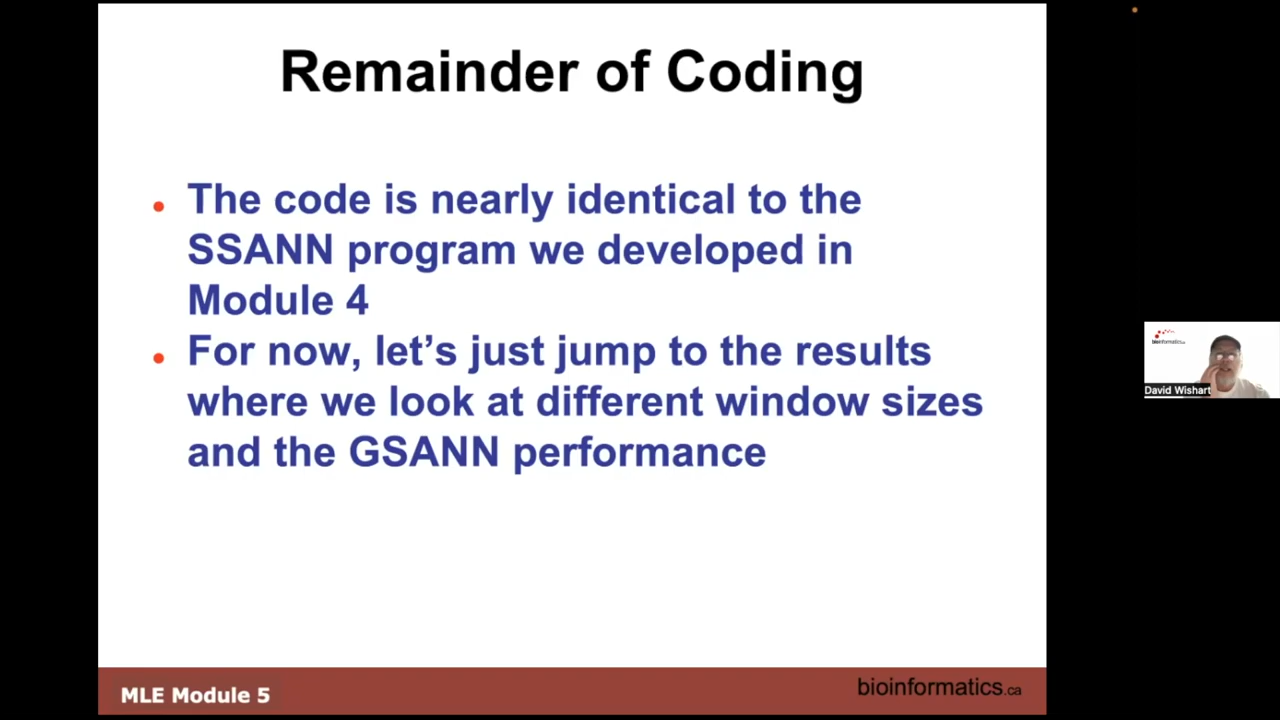 Remainder of Coding
• The code is nearly identical to the
SSANN program we developed in
Module 4
• For now, let's just jump to the results
where we look at different window sizes
and the GSANN performance
bioinformatics.ca
David Wishart
MLE Module 5
bioinformatics.ca